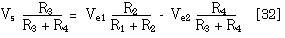 Vs R3/(R3 + R4) = Ve1 R2/(R1 + R2) - Ve2 R4/(R3 + R4) [32]